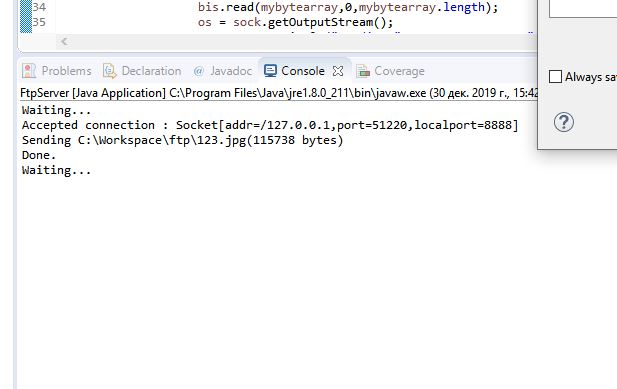 34 bis.read(mybytearray,0,mybytearray.length);
35 os = sock.getOutputStream();
Problems Declaration @ Javadoc Console Coverage
FtpServer [Java Application] C:\Program Files\Java\jre1.8.0_211\bin\javaw.exe (30 дек. 2019 г., 15:42
Waiting...
Accepted connection : Socket[addr=/127.0.0.1,port=51220,localport=8888]
Sending C:\Workspace\ftp\123.jpg(115738 bytes)
Done.
Waiting...
Always sa
?